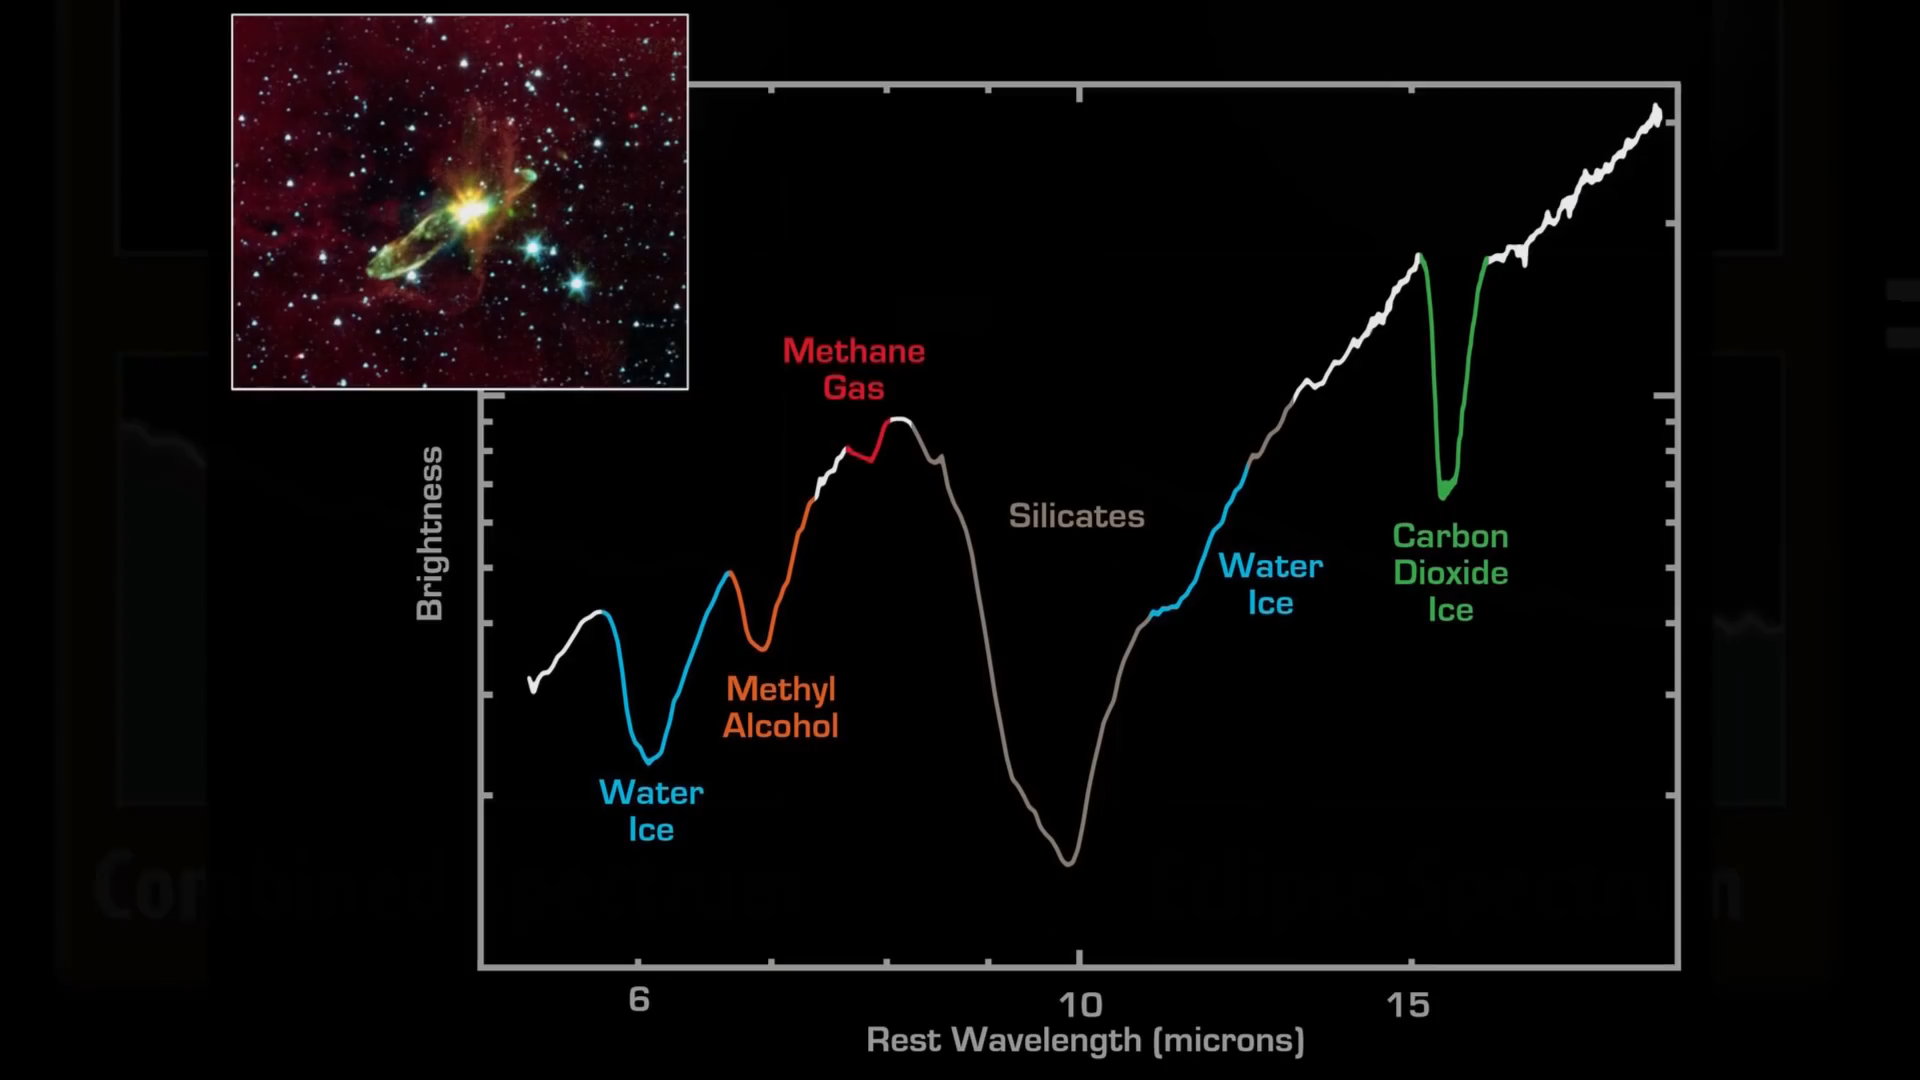 Methane
Gas
Silicates
Water
Ice
Carbon
Dioxide
Ice
Methyl
Alcohol
Water
Ice
Brightness
6
10
15
Rest Wavelength (microns)